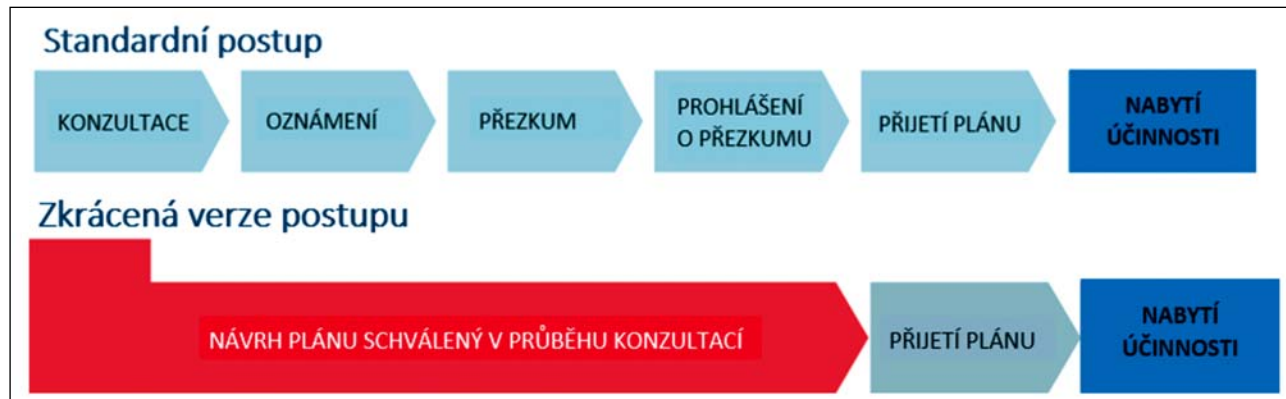 Standardní postup
KONZULTACE
OZNÁMENÍ
PŘEZKUM
PROHLÁŠENÍ
O PŘEZKUMU
PŘIJETÍ PLÁNU
NABYTÍ
ÚČINNOSTI
Zkrácená verze postupu
NÁVRH PLÁNU SCHVÁLENÝ V PRŮBĚHU KONZULTACÍ
PŘIJETÍ PLÁNU
NABYTÍ
ÚČINNOSTI